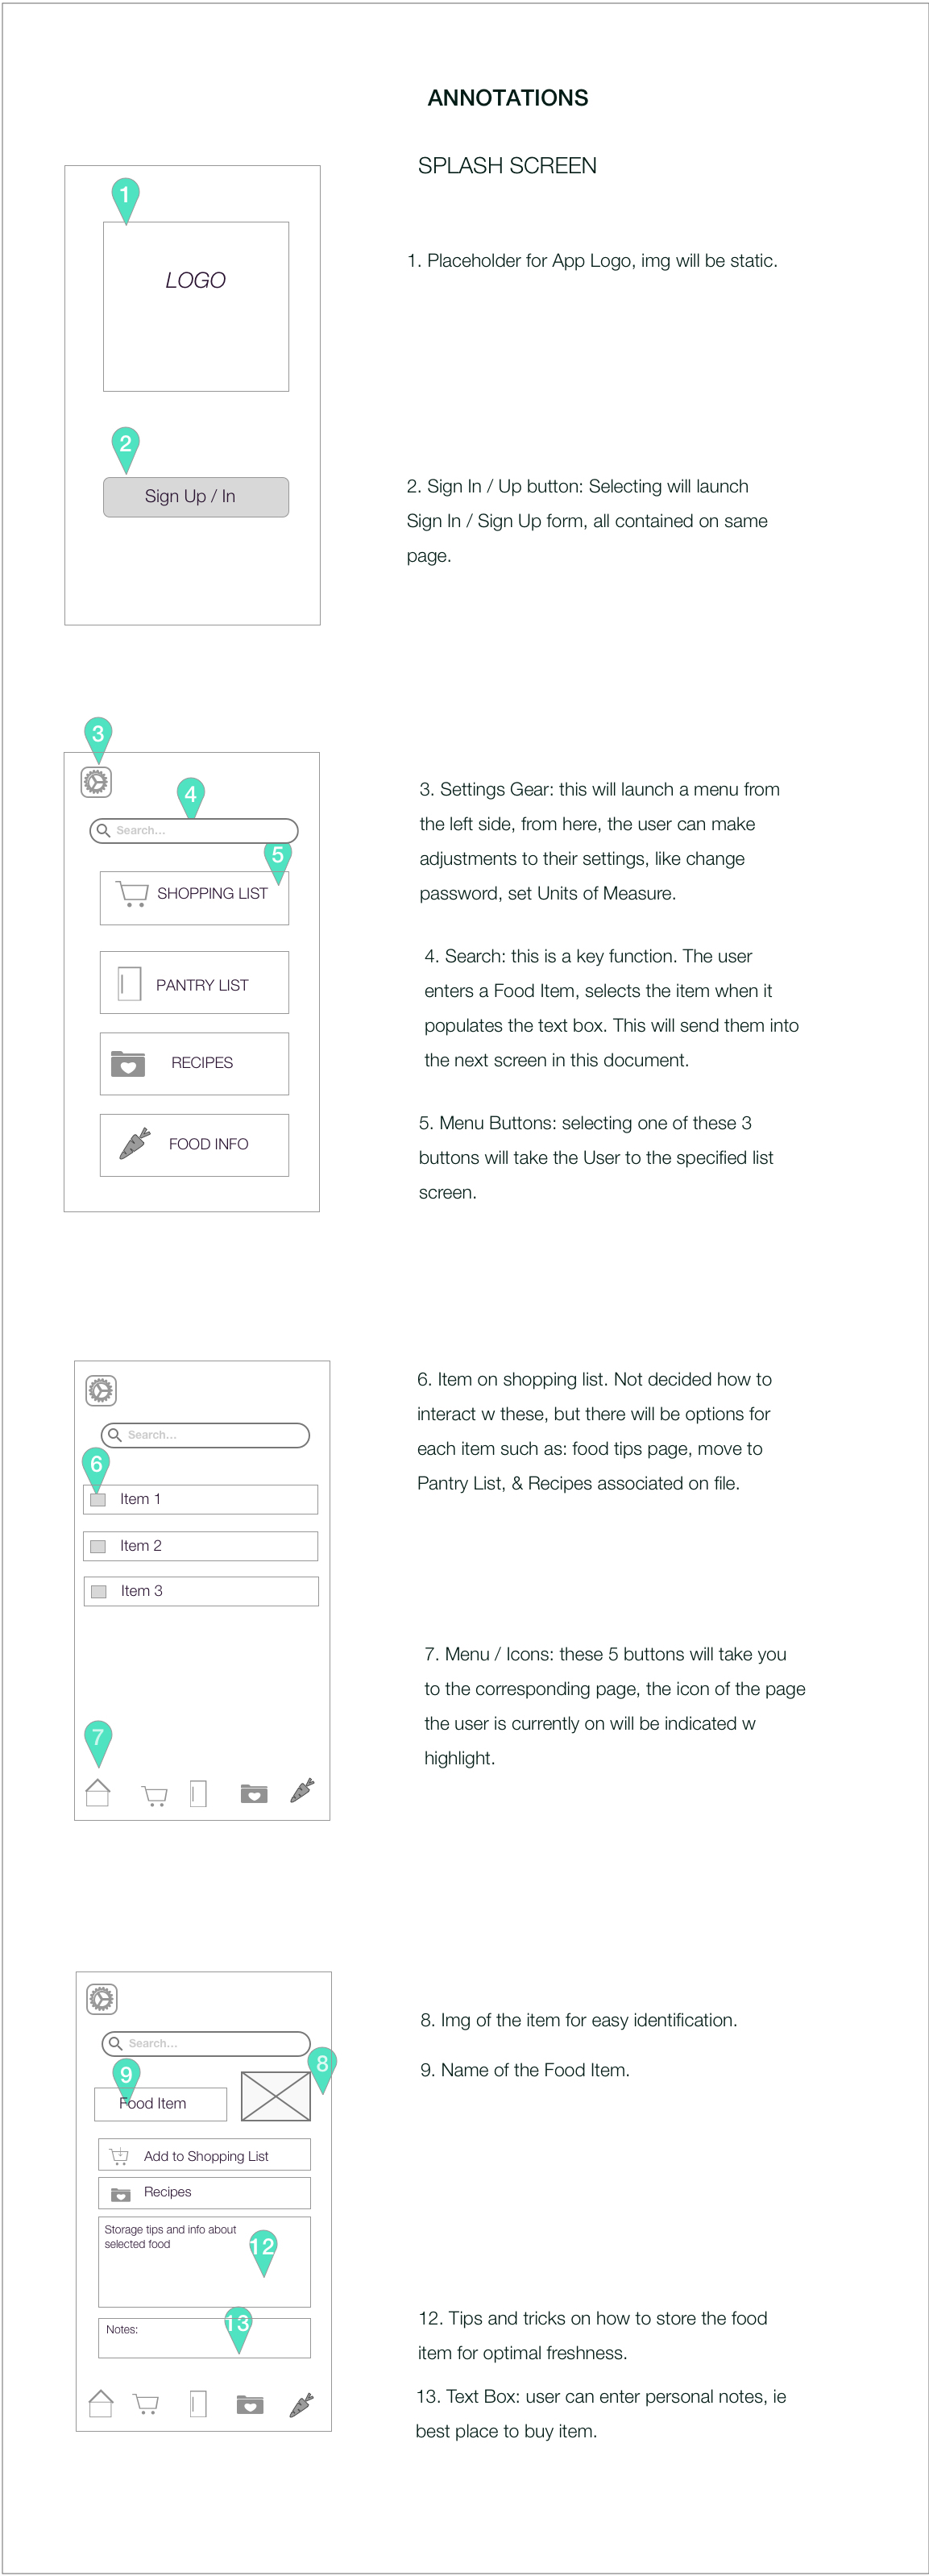 ANNOTATIONS
SPLASH SCREEN
1
LOGO
1. Placeholder for App Logo, img will be static.
2
Sign Up / In
2. Sign In / Up button: Selecting will launch
Sign In / Sign Up form, all contained on same
page.
3
4
Search...
5
SHOPPING LIST
PANTRY LIST
RECIPES
FOOD INFO
3. Settings Gear: this will launch a menu from
the left side, from here, the user can make
adjustments to their settings, like change
password, set Units of Measure.
4. Search: this is a key function. The user
enters a Food Item, selects the item when it
populates the text box. This will send them into
the next screen in this document.
5. Menu Buttons: selecting one of these 3
buttons will take the User to the specified list
screen.
Search...
6
Item 1
Item 2
Item 3
7
6. Item on shopping list. Not decided how to
interact w these, but there will be options for
each item such as: food tips page, move to
Pantry List, & Recipes associated on file.
7. Menu / Icons: these 5 buttons will take you
to the corresponding page, the icon of the page
the user is currently on will be indicated w
highlight.
Search...
8
9
Food Item
Add to Shopping List
Recipes
Storage tips and info about
selected food
12
13
Notes:
8. Img of the item for easy identification.
9. Name of the Food Item.
12. Tips and tricks on how to store the food
item for optimal freshness.
13. Text Box: user can enter personal notes, ie
best place to buy item.